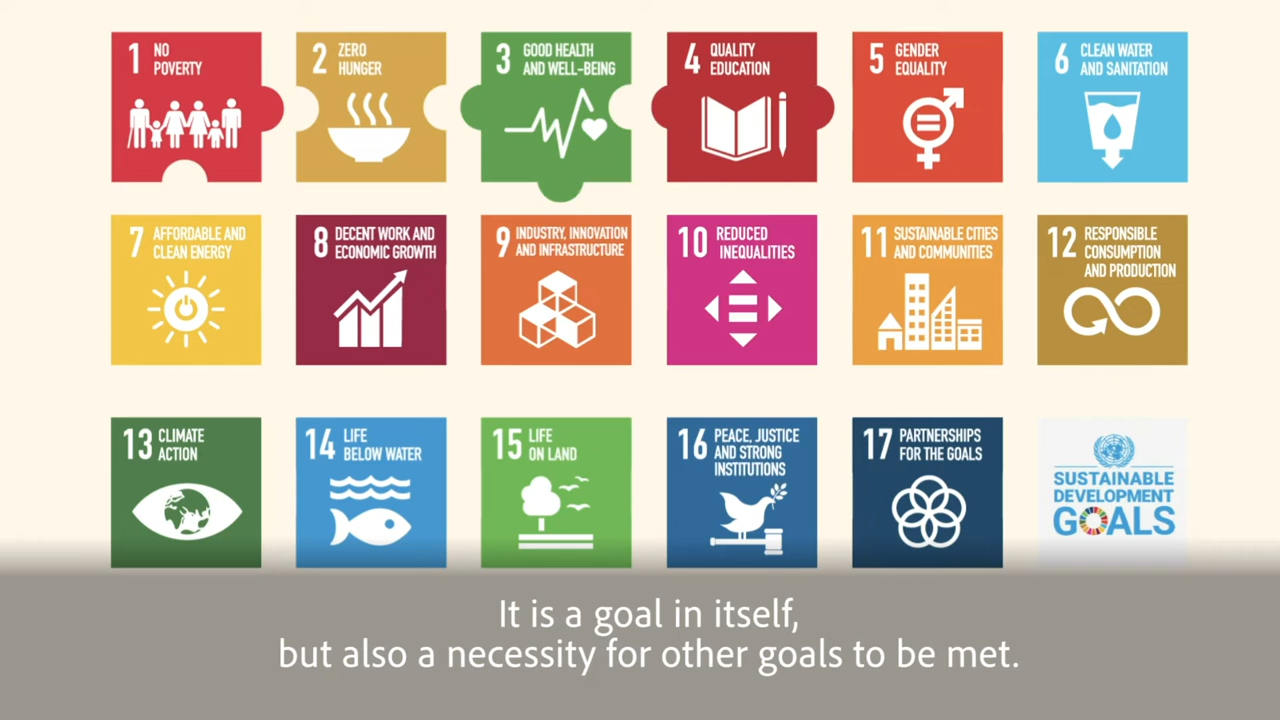 1 NO
POVERTY
2 ZERO
HUNGER
3 GOOD HEALTH
AND WELL-BEING
4 QUALITY
EDUCATION
5 GENDER
EQUALITY
6 CLEAN WATER
AND SANITATION
7 AFFORDABLE AND
CLEAN ENERGY
8 DECENT WORK AND
ECONOMIC GROWTH
9 INDUSTRY, INNOVATION
AND INFRASTRUCTURE
10 REDUCED
INEQUALITIES
11 SUSTAINABLE CITIES
AND COMMUNITIES
12 RESPONSIBLE
CONSUMPTION
AND PRODUCTION
13 CLIMATE
ACTION
14 LIFE
BELOW WATER
15 LIFE
ON LAND
16 PEACE, JUSTICE
AND STRONG
INSTITUTIONS
17 PARTNERSHIPS
FOR THE GOALS
SUSTAINABLE
DEVELOPMENT
GOALS
It is a goal in itself,
but also a necessity for other goals to be met.